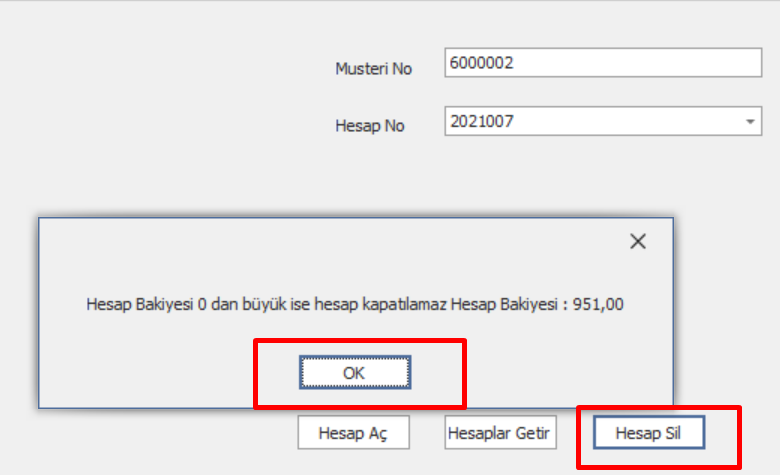 Musteri No
6000002
Hesap No
2021007
Hesap Bakiyesi 0 dan büyük ise hesap kapatılamaz Hesap Bakiyesi : 951,00
OK
Hesap Aç
Hesaplar Getir
Hesap Sil